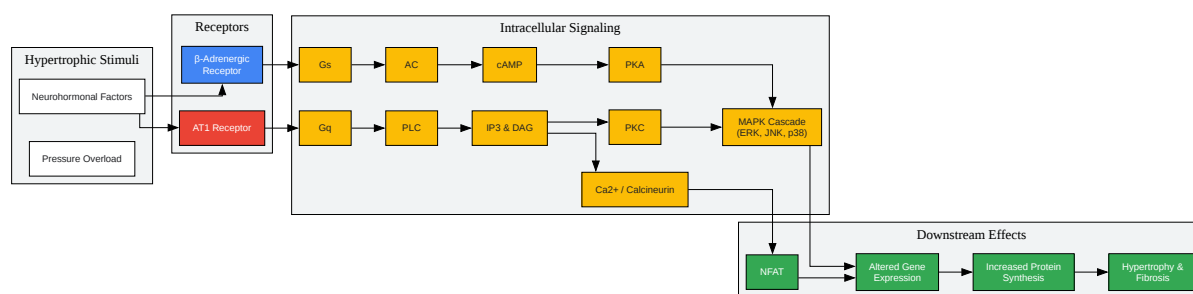 Hypertrophic Stimuli
Neurohormonal Factors
Pressure Overload
Receptors
β-Adrenergic
Receptor
AT1 Receptor
Intracellular Signaling
Gs
AC
cAMP
PKA
Gq
PLC
IP3 & DAG
PKC
MAPK Cascade
(ERK, JNK, p38)
Ca2+ / Calcineurin
Downstream Effects
NFAT
Altered Gene
Expression
Increased Protein
Synthesis
Hypertrophy &
Fibrosis